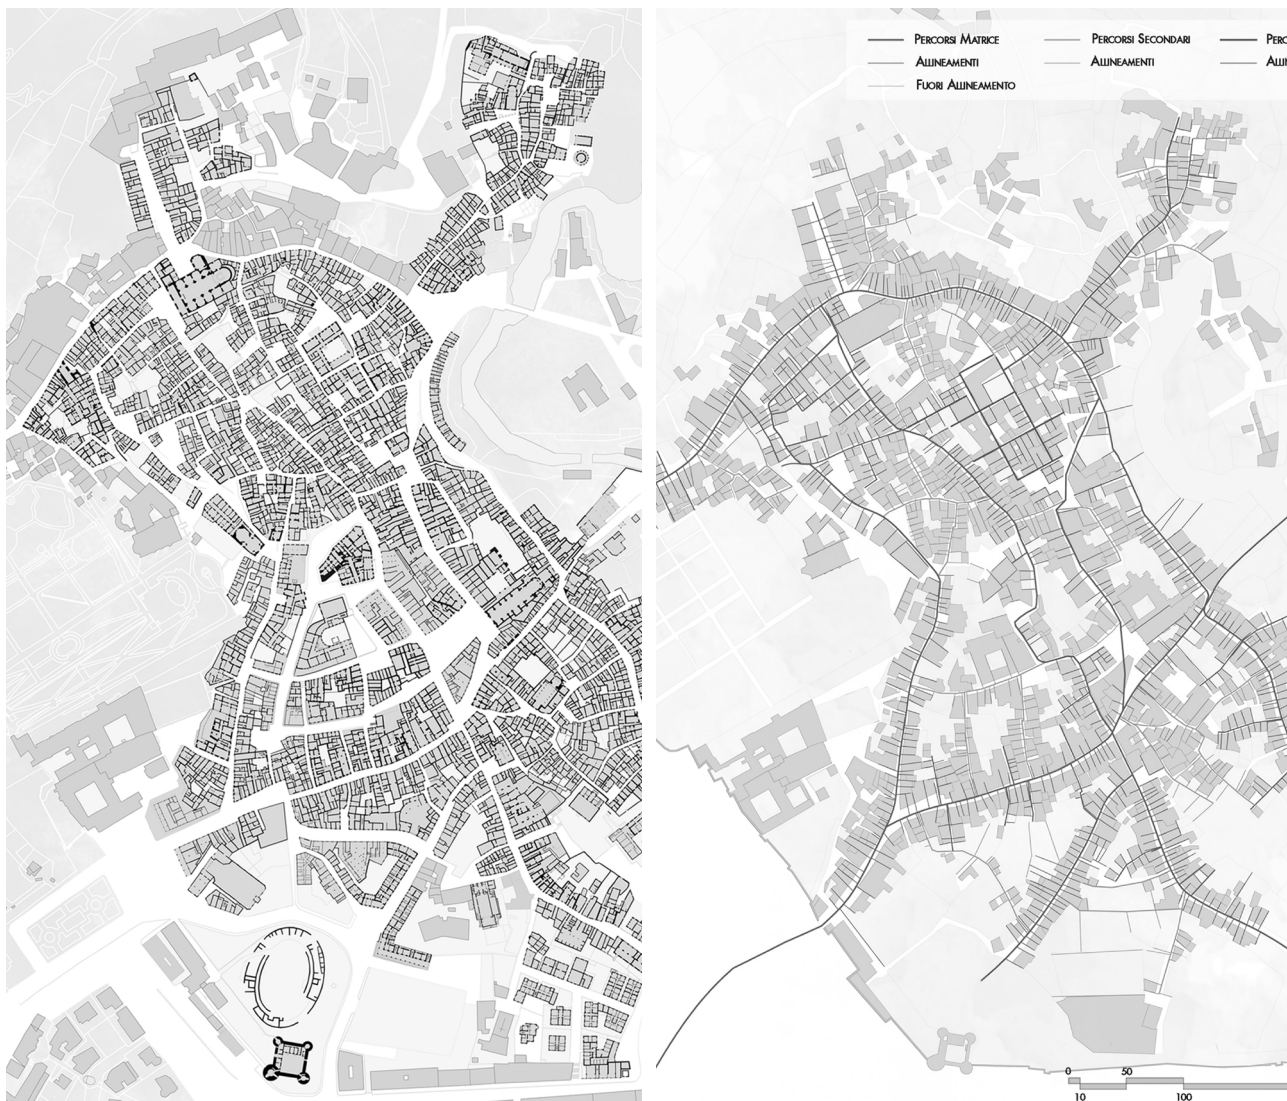 PERCORSI MATRICE PERCORSI SECONDARI
ALLINEAMENTI ALLINEAMENTI
FUORI ALLINEAMENTO
0 50
10 100